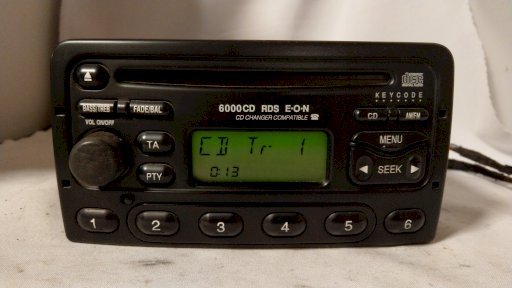 6000CD RDS E·O·N
CD CHANGER COMPATIBLE ☎
KEYCODE
BASS/TREB
FADE/BAL
CD
AM/FM
VOL ON/OFF
TA
PTY
CD Tr 1
0:13
MENU
◀ SEEK ▶
1 2 3 4 5 6